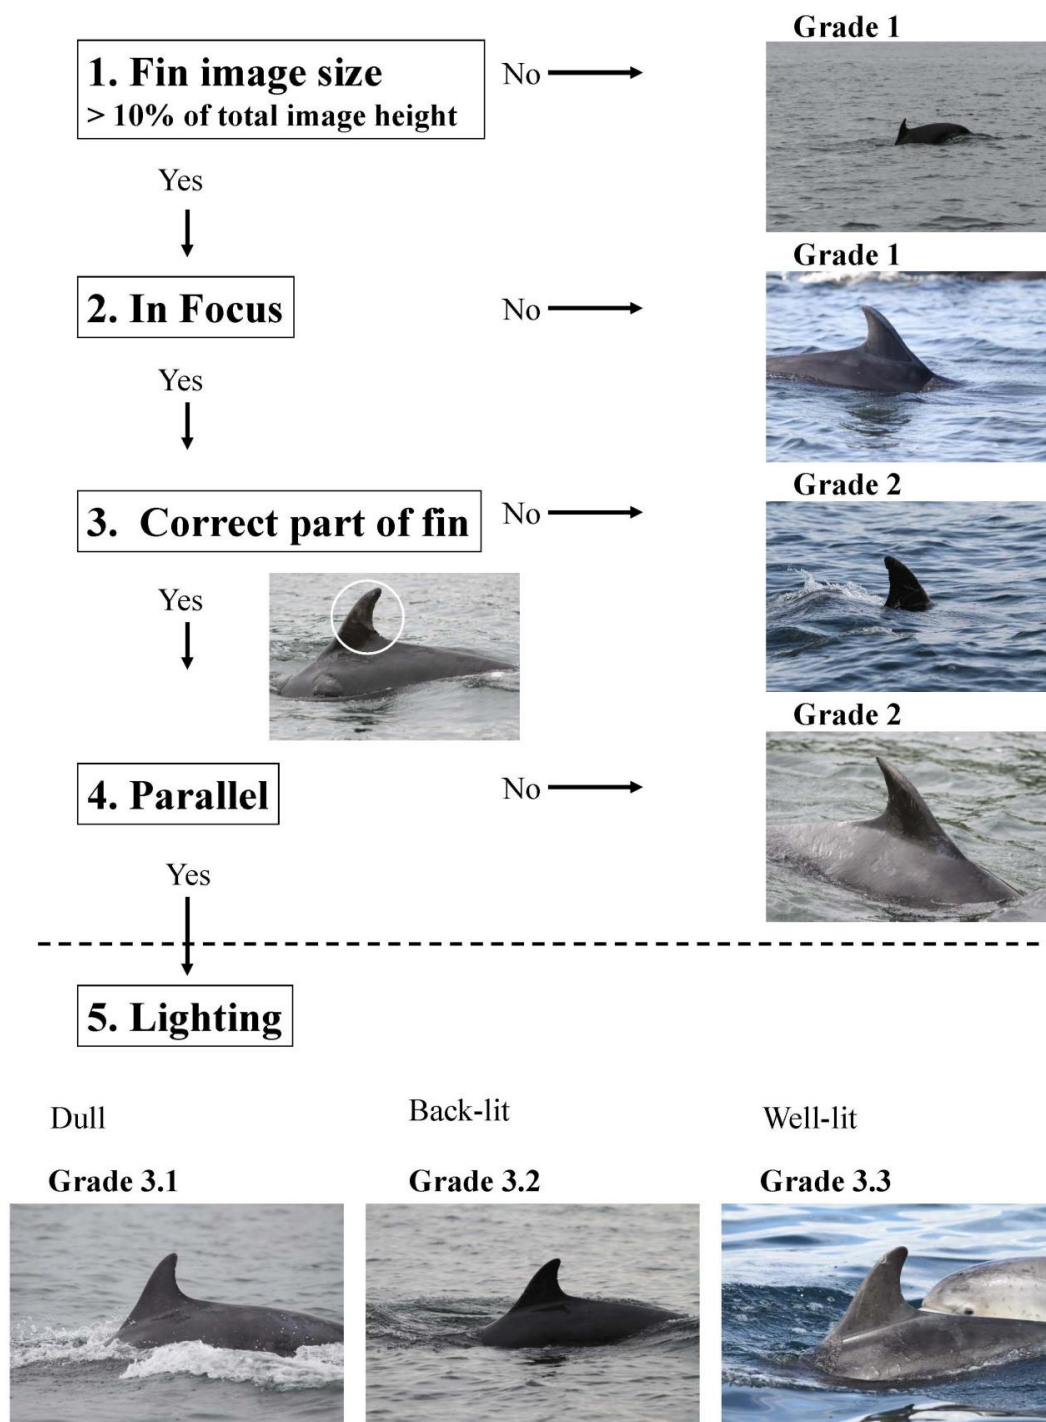 Grade 1
1. Fin image size
> 10% of total image height
No
Yes
Grade 1
2. In Focus
No
Yes
Grade 2
3. Correct part of fin
No
Yes
Grade 2
4. Parallel
No
Yes
5. Lighting
Dull
Back-lit
Well-lit
Grade 3.1
Grade 3.2
Grade 3.3